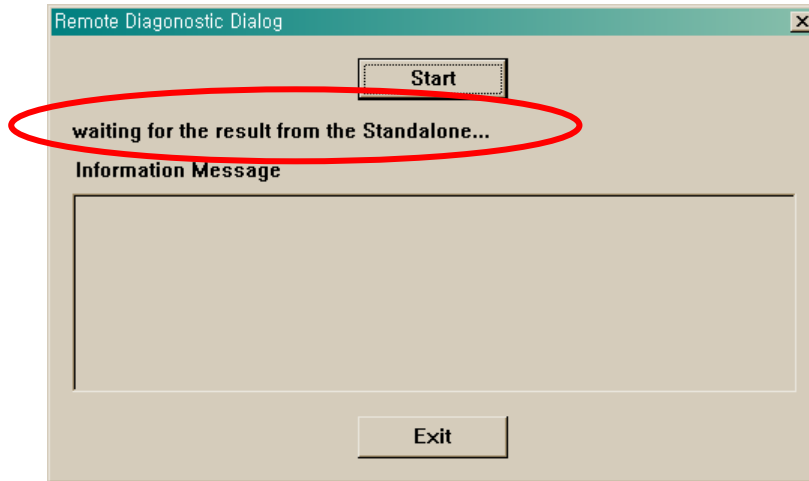 Remote Diagonostic Dialog
Start
waiting for the result from the Standalone...
Information Message
Exit